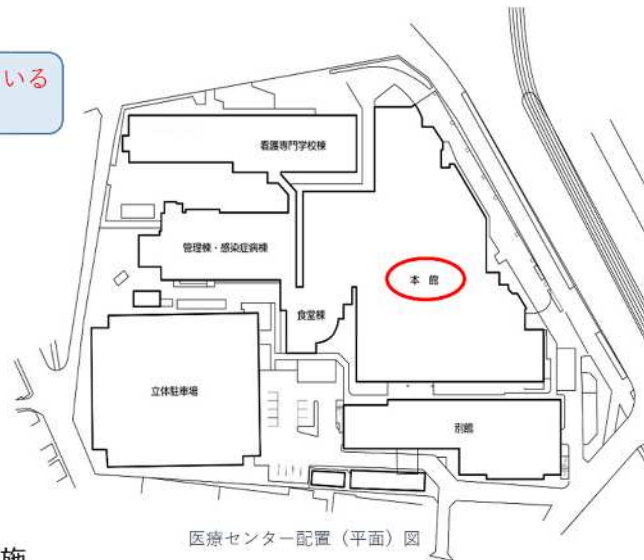 いる
看護専門学校棟
管理棟・感染症病棟
本 館
食堂棟
立体駐車場
別館
医療センター配置(平面)図
施